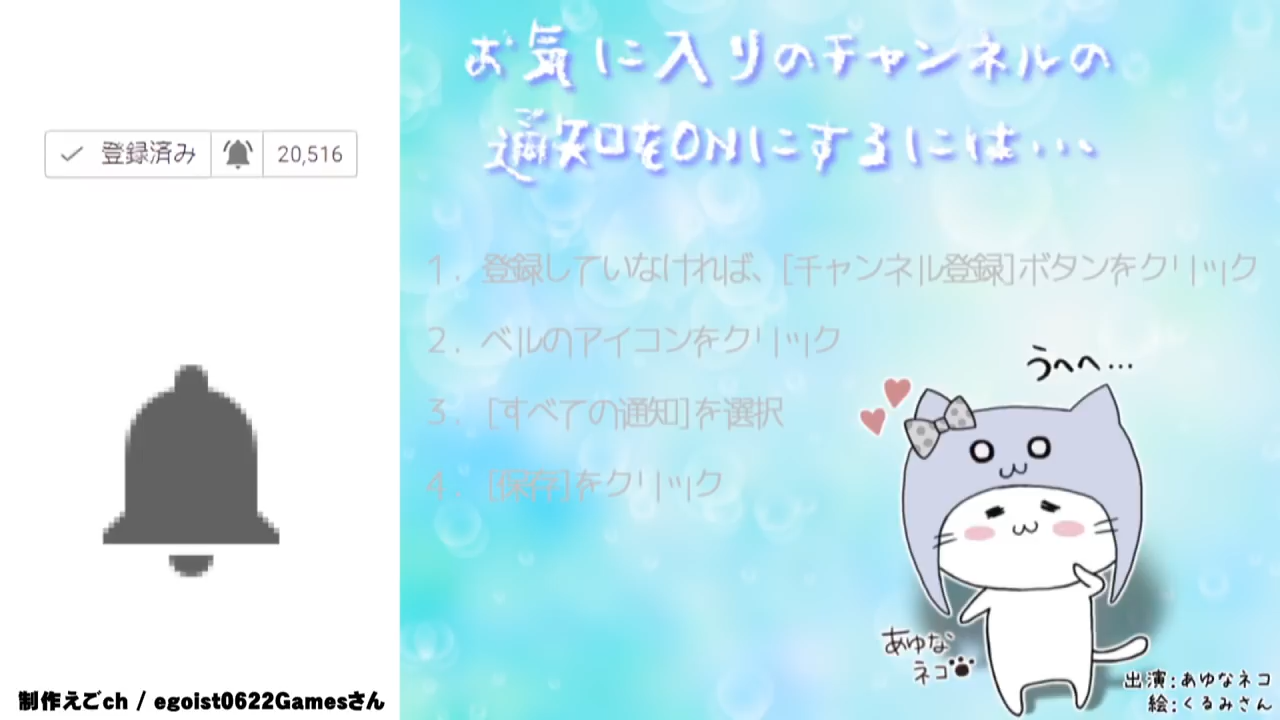 お気に入りのチャンネルの
通知をONにするには・・・
登録済み 20,516
1. 登録していなければ、[チャンネル登録]ボタンをクリック
2. ベルのアイコンをクリック
3. [すべての通知]を選択
4. [保存]をクリック
うへへ…
あゆな
ネコ
出演:あゆなネコ
絵:くるみさん
制作えごch / egoist0622Gamesさん